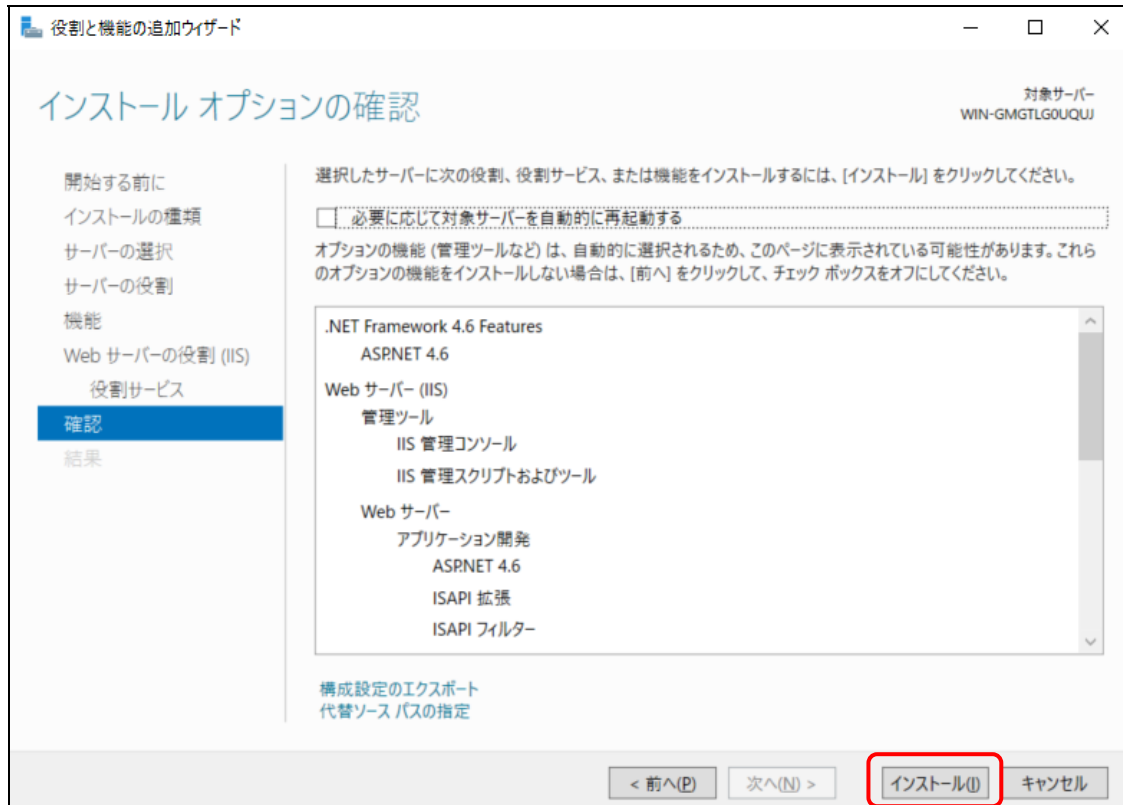 役割と機能の追加ウィザード
インストール オプションの確認
対象サーバー
WIN-GMGTLG0UQUJ
開始する前に
インストールの種類
サーバーの選択
サーバーの役割
機能
Web サーバーの役割 (IIS)
役割サービス
確認
結果
選択したサーバーに次の役割、役割サービス、または機能をインストールするには、[インストール] をクリックしてください。
必要に応じて対象サーバーを自動的に再起動する
オプションの機能 (管理ツールなど) は、自動的に選択されるため、このページに表示されている可能性があります。これら
のオプションの機能をインストールしない場合は、[前へ] をクリックして、チェック ボックスをオフにしてください。
.NET Framework 4.6 Features
ASP.NET 4.6
Web サーバー (IIS)
管理ツール
IIS 管理コンソール
IIS 管理スクリプトおよびツール
Web サーバー
アプリケーション開発
ASP.NET 4.6
ISAPI 拡張
ISAPI フィルター
構成設定のエクスポート
代替ソース パスの指定
< 前へ(P)
次へ(N) >
インストール(I)
キャンセル